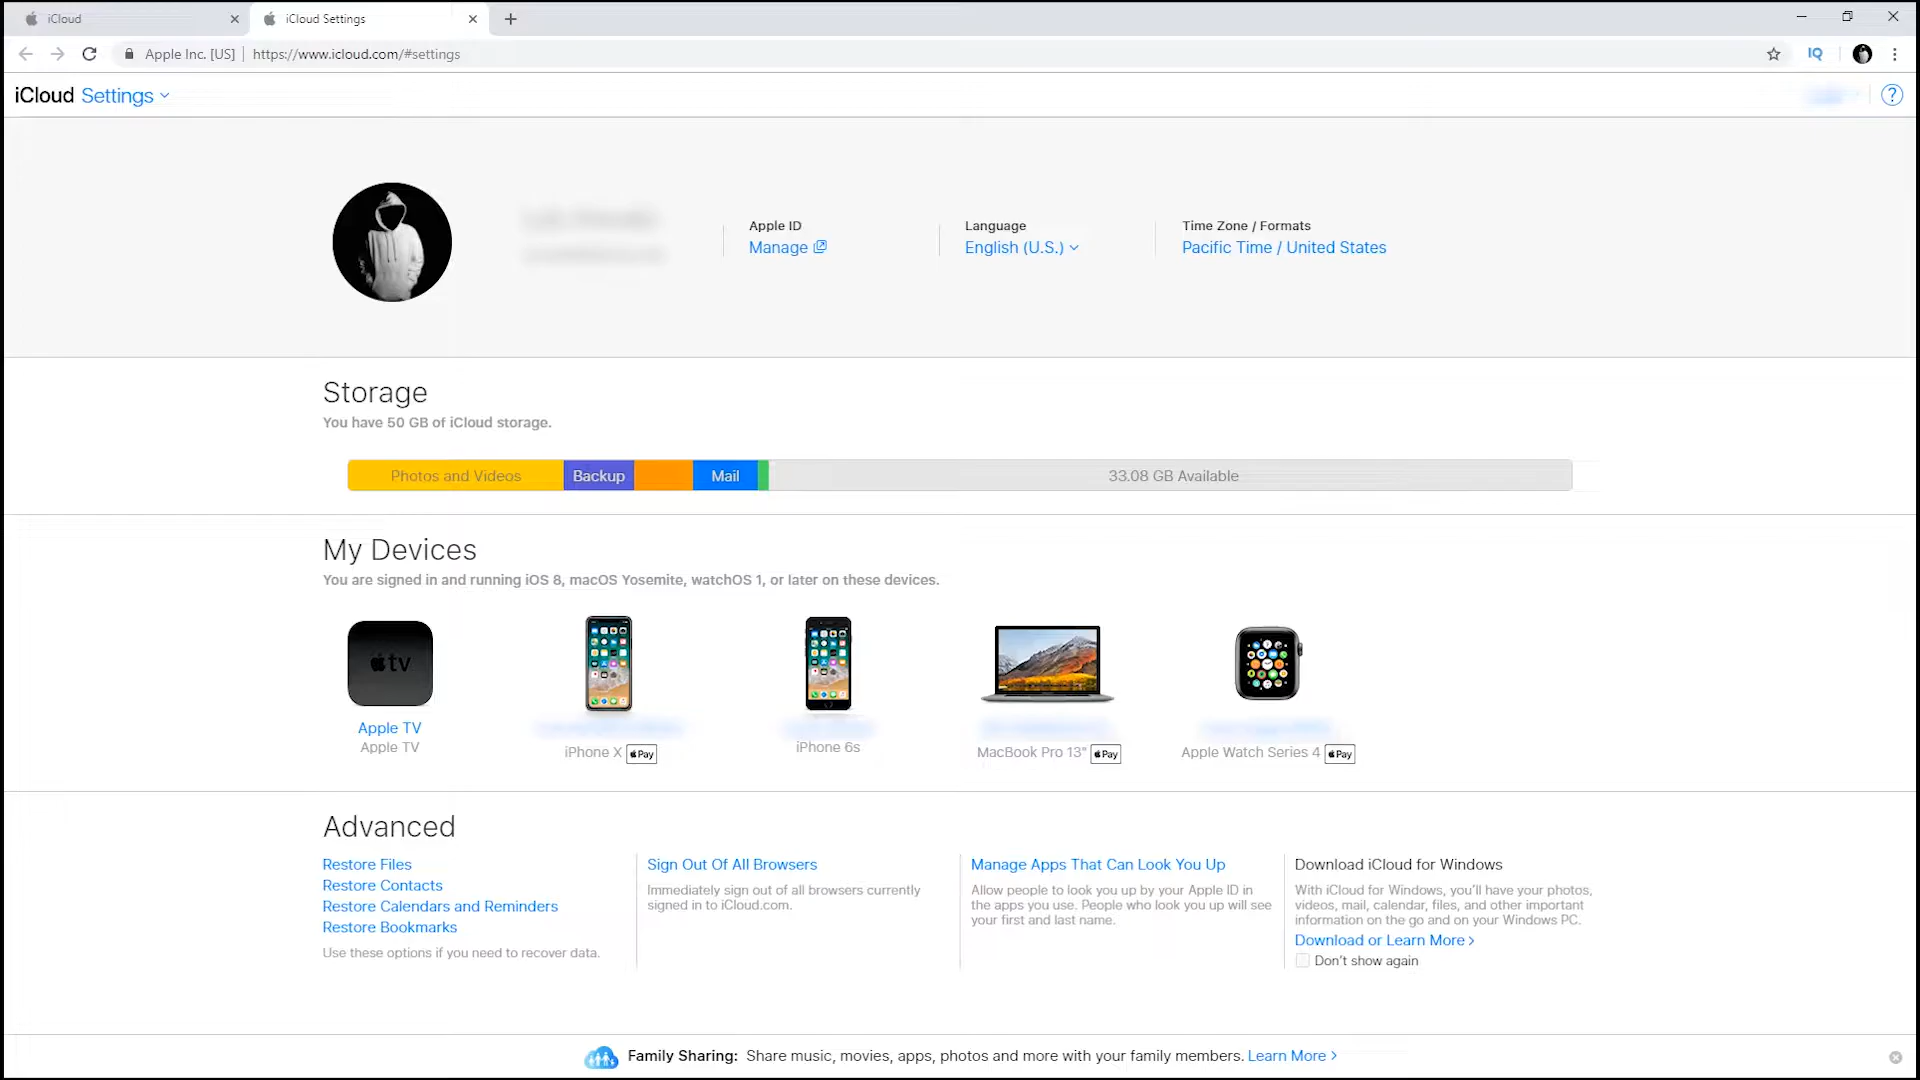 iCloud
iCloud Settings
Apple Inc. [US] https://www.icloud.com/#settings
IQ
iCloud Settings
?
Apple ID
Manage
Language
English (U.S.)
Time Zone / Formats
Pacific Time / United States
Storage
You have 50 GB of iCloud storage.
Photos and Videos
Backup
Mail
33.08 GB Available
My Devices
You are signed in and running iOS 8, macOS Yosemite, watchOS 1, or later on these devices.
tv
Apple TV
Apple TV
iPhone X Pay
iPhone 6s
MacBook Pro 13" Pay
Apple Watch Series 4 Pay
Advanced
Restore Files
Restore Contacts
Restore Calendars and Reminders
Restore Bookmarks
Use these options if you need to recover data.
Sign Out Of All Browsers
Immediately sign out of all browsers currently
signed in to iCloud.com.
Manage Apps That Can Look You Up
Allow people to look you up by your Apple ID in
the apps you use. People who look you up will see
your first and last name.
Download iCloud for Windows
With iCloud for Windows, you'll have your photos,
videos, mail, calendar, files, and other important
information on the go and on your Windows PC.
Download or Learn More >
Don't show again
Family Sharing: Share music, movies, apps, photos and more with your family members. Learn More >